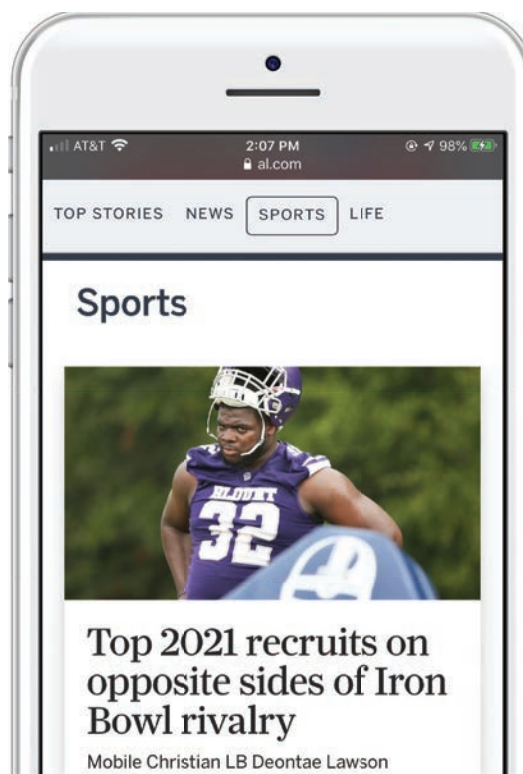 AT&T 2:07 PM 98%
al.com
TOP STORIES NEWS SPORTS LIFE
Sports
BLOUNT
32
Top 2021 recruits on
opposite sides of Iron
Bowl rivalry
Mobile Christian LB Deontae Lawson